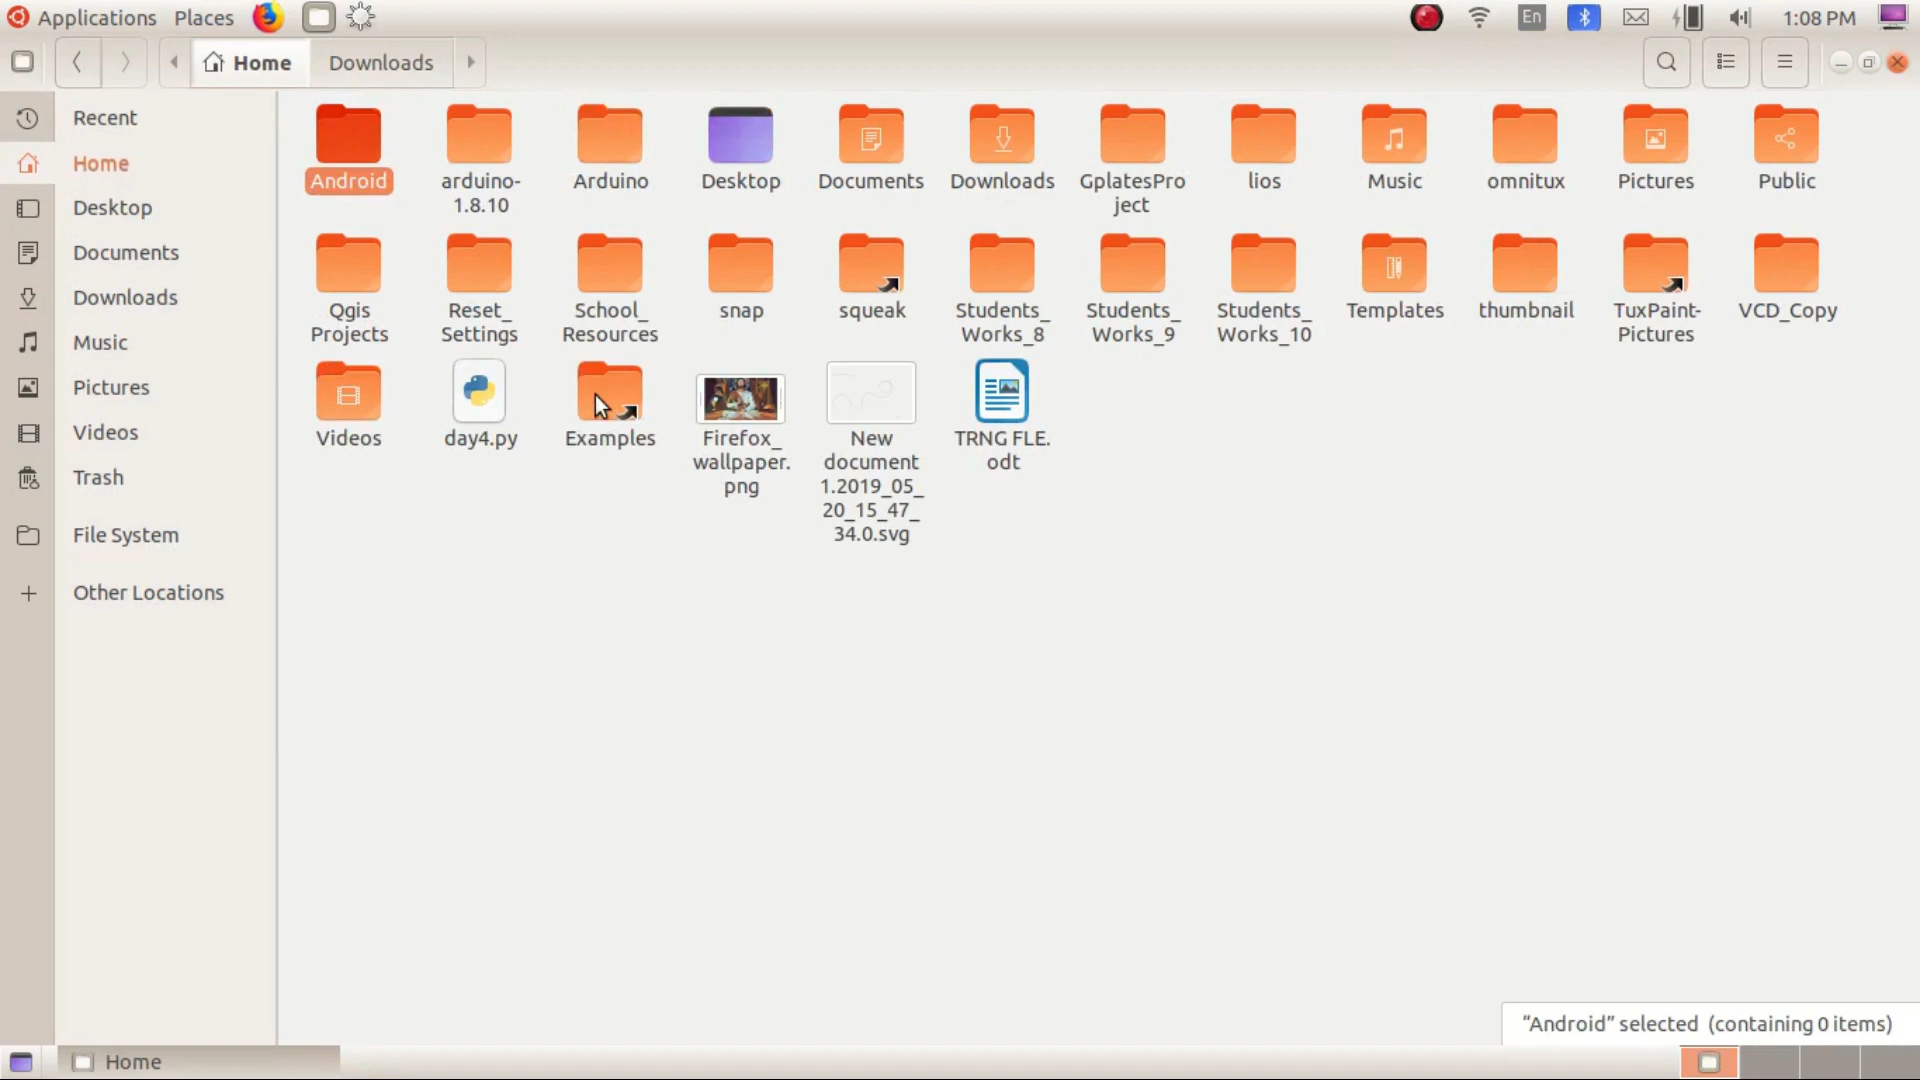 Applications Places En 1:08 PM
Home Downloads
Recent
Home
Desktop
Documents
Downloads
Music
Pictures
Videos
Trash
File System
Other Locations
Android
arduino-
1.8.10
Arduino
Desktop
Documents
Downloads
GplatesPro
ject
lios
Music
omnitux
Pictures
Public
Qgis
Projects
Reset_
Settings
School_
Resources
snap
squeak
Students_
Works_8
Students_
Works_9
Students_
Works_10
Templates
thumbnail
TuxPaint-
Pictures
VCD_Copy
Videos
day4.py
Examples
Firefox_
wallpaper.
png
New
document
1.2019_05_
20_15_47_
34.0.svg
TRNG FLE.
odt
“Android” selected (containing 0 items)
Home